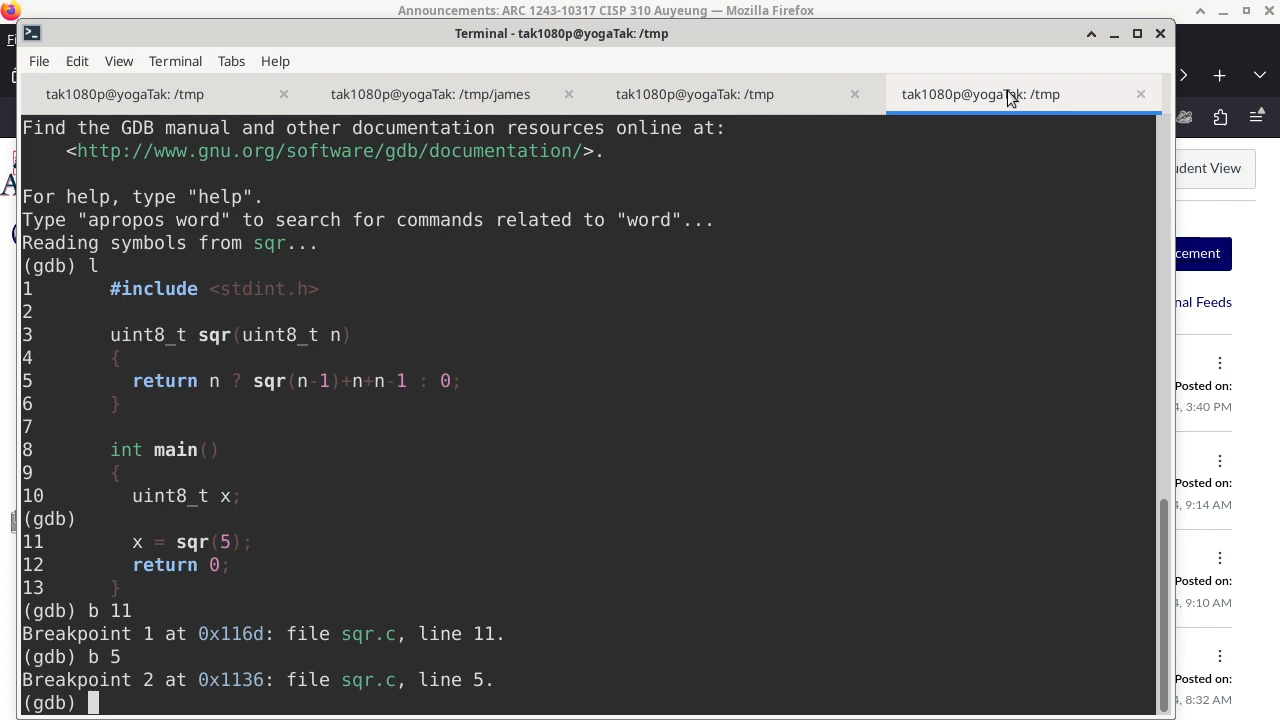 Announcements: ARC 1243-10317 CISP 310 Auyeung — Mozilla Firefox
Terminal - tak1080p@yogaTak: /tmp
File Edit View Terminal Tabs Help
tak1080p@yogaTak: /tmp
tak1080p@yogaTak: /tmp/james
tak1080p@yogaTak: /tmp
tak1080p@yogaTak: /tmp
Find the GDB manual and other documentation resources online at:
    <http://www.gnu.org/software/gdb/documentation/>.
For help, type "help".
Type "apropos word" to search for commands related to "word"...
Reading symbols from sqr...
(gdb) l
1       #include <stdint.h>
2
3       uint8_t sqr(uint8_t n)
4       {
5         return n ? sqr(n-1)+n+n-1 : 0;
6       }
7
8       int main()
9       {
10        uint8_t x;
(gdb)
11        x = sqr(5);
12        return 0;
13      }
(gdb) b 11
Breakpoint 1 at 0x116d: file sqr.c, line 11.
(gdb) b 5
Breakpoint 2 at 0x1136: file sqr.c, line 5.
(gdb)
udent View
cement
nal Feeds
Posted on:
4, 3:40 PM
Posted on:
4, 9:14 AM
Posted on:
4, 9:10 AM
Posted on:
4, 8:32 AM